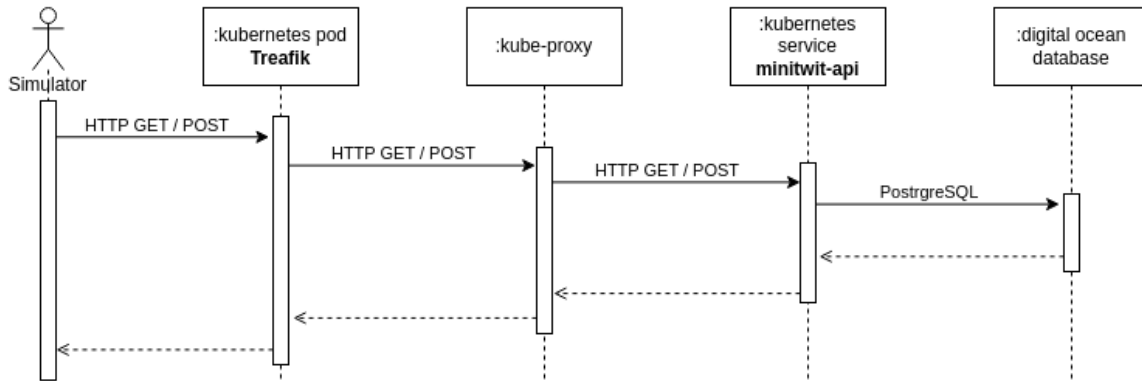 :kubernetes pod
Treafik
:kube-proxy
:kubernetes
service
minitwit-api
:digital ocean
database
Simulator
HTTP GET / POST
HTTP GET / POST
HTTP GET / POST
PostrgreSQL